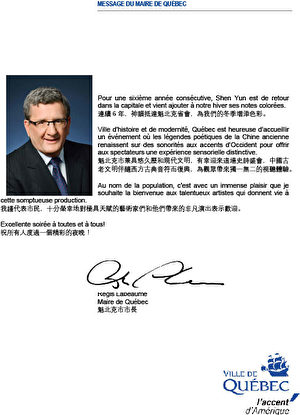 MESSAGE DU MAIRE DE QUÉBEC
Pour une sixième année consécutive, Shen Yun est de retour
dans la capitale et vient ajouter à notre hiver ses notes colorées.
連續6年，神韻抵達魁北克省會，為我們的冬季增添色彩。
Ville d'histoire et de modernité, Québec est heureuse d'accueillir
un événement où les légendes poétiques de la Chine ancienne
renaissent sur des sonorités aux accents d'Occident pour offrir
aux spectateurs une expérience sensorielle distinctive.
魁北克市兼具悠久歷和現代文明，有幸迎來這場史詩盛會，中國古
老文明伴隨西方古典音符而復興，為觀眾帶來獨一無二的視聽體驗。
Au nom de la population, c'est avec un immense plaisir que je
souhaite la bienvenue aux talentueux artistes qui donnent vie à
cette somptueuse production.
我謹代表市民，十分榮幸地對極具天賦的藝術家們和他們帶來的非凡演出表示歡迎。
Excellente soirée à toutes et à tous!
祝所有人度過一個精彩的夜晚！
Régis Labeaume
Maire de Québec
魁北克市市長
VILLE DE
QUÉBEC
l'accent
d'Amérique